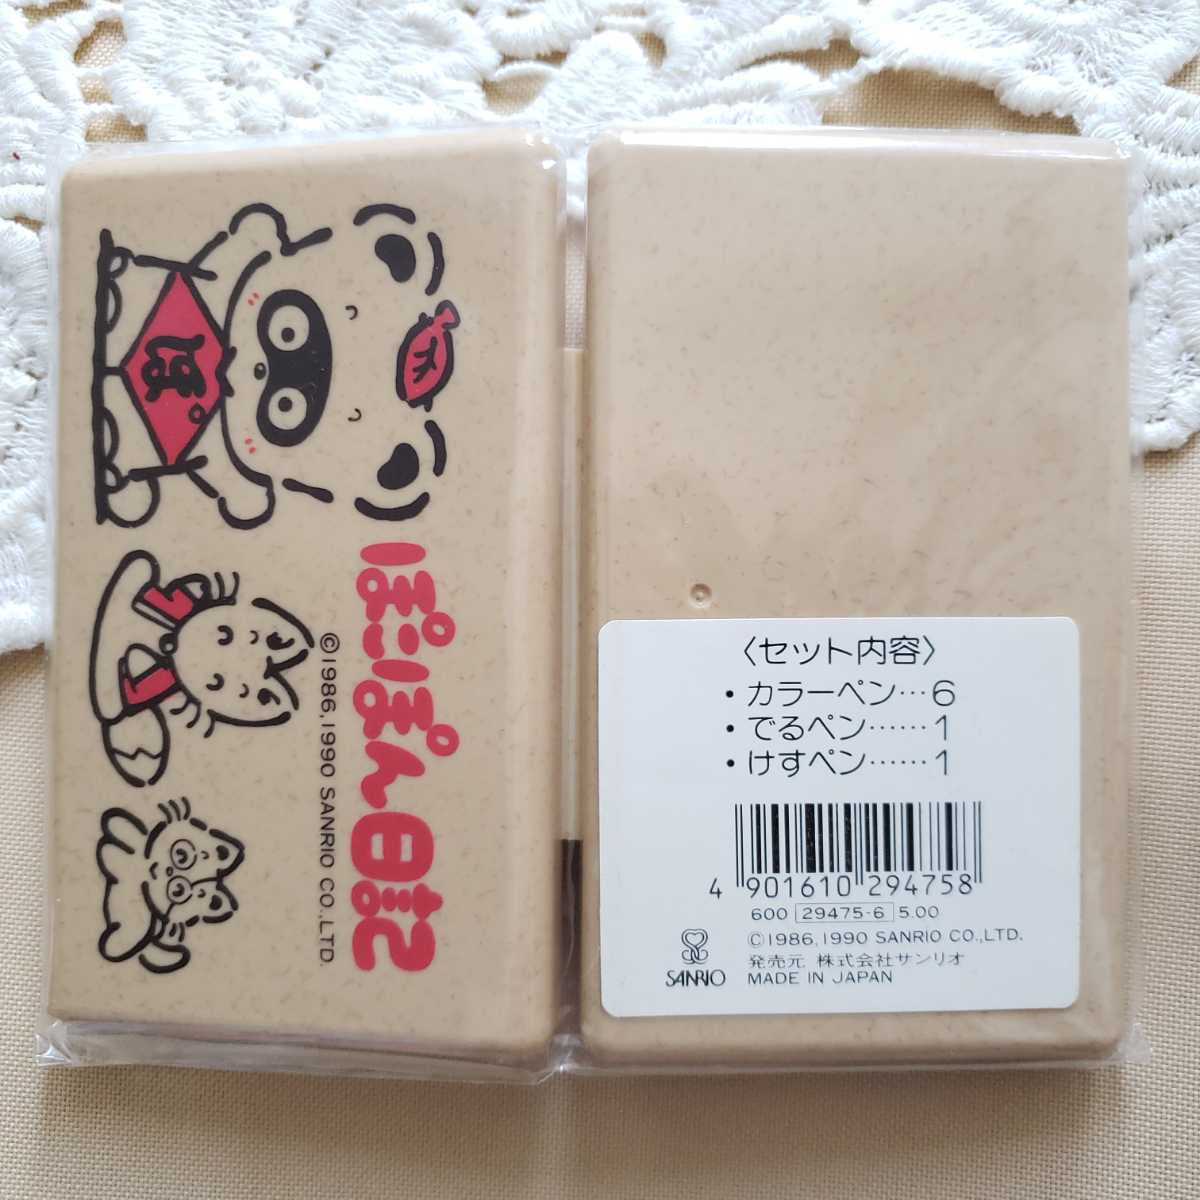 ぽ
ぽこぽん日記
©1986,1990 SANRIO CO.,LTD.
〈セット内容〉
・カラーペン…6
・でるペン……1
・けすペン……1
4 901610 294758
600 29475-6 5.00
©1986,1990 SANRIO CO.,LTD.
発売元 株式会社サンリオ
MADE IN JAPAN
SANRIO